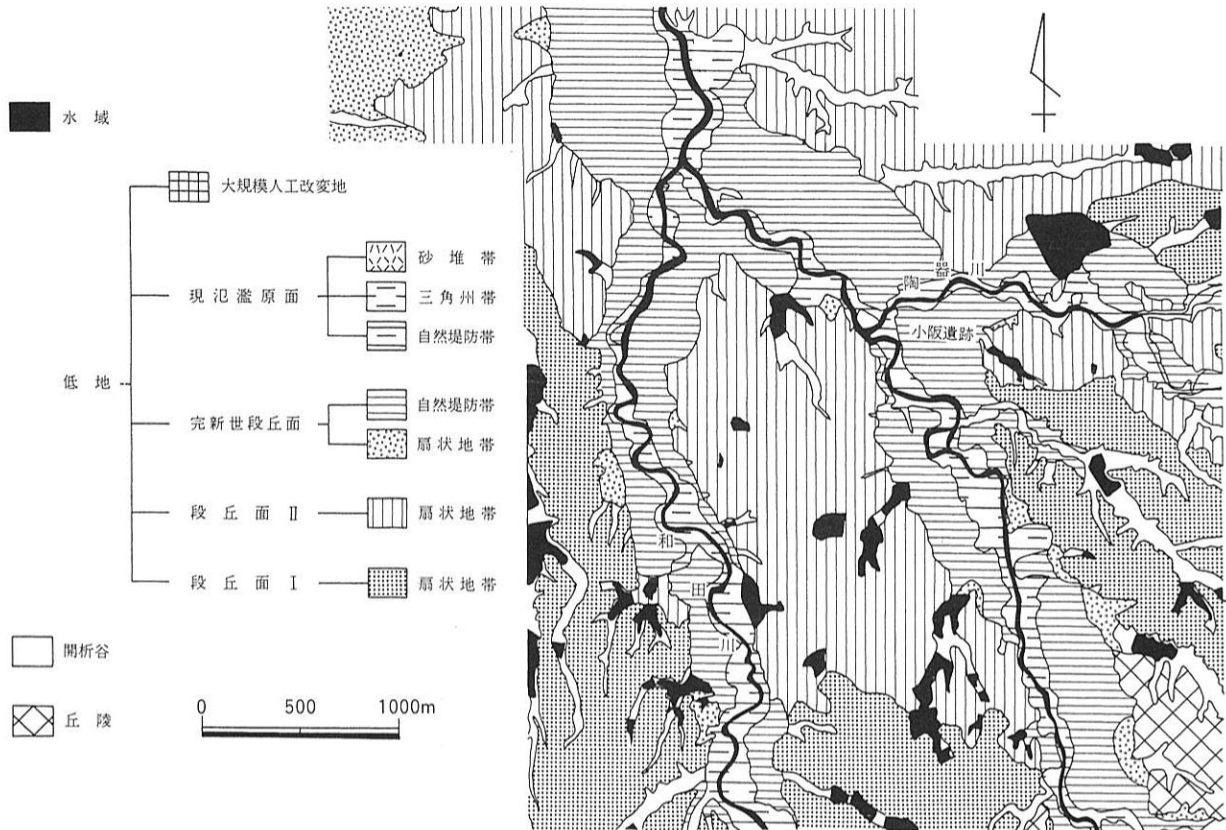 水域
大規模人工改変地
砂堆帯
現氾濫原面
三角州帯
自然堤防帯
低地
完新世段丘面
自然堤防帯
扇状地帯
段丘面 II
扇状地帯
段丘面 I
扇状地帯
開析谷
丘陵
0 500 1000m
陶器川
小阪遺跡
和田川